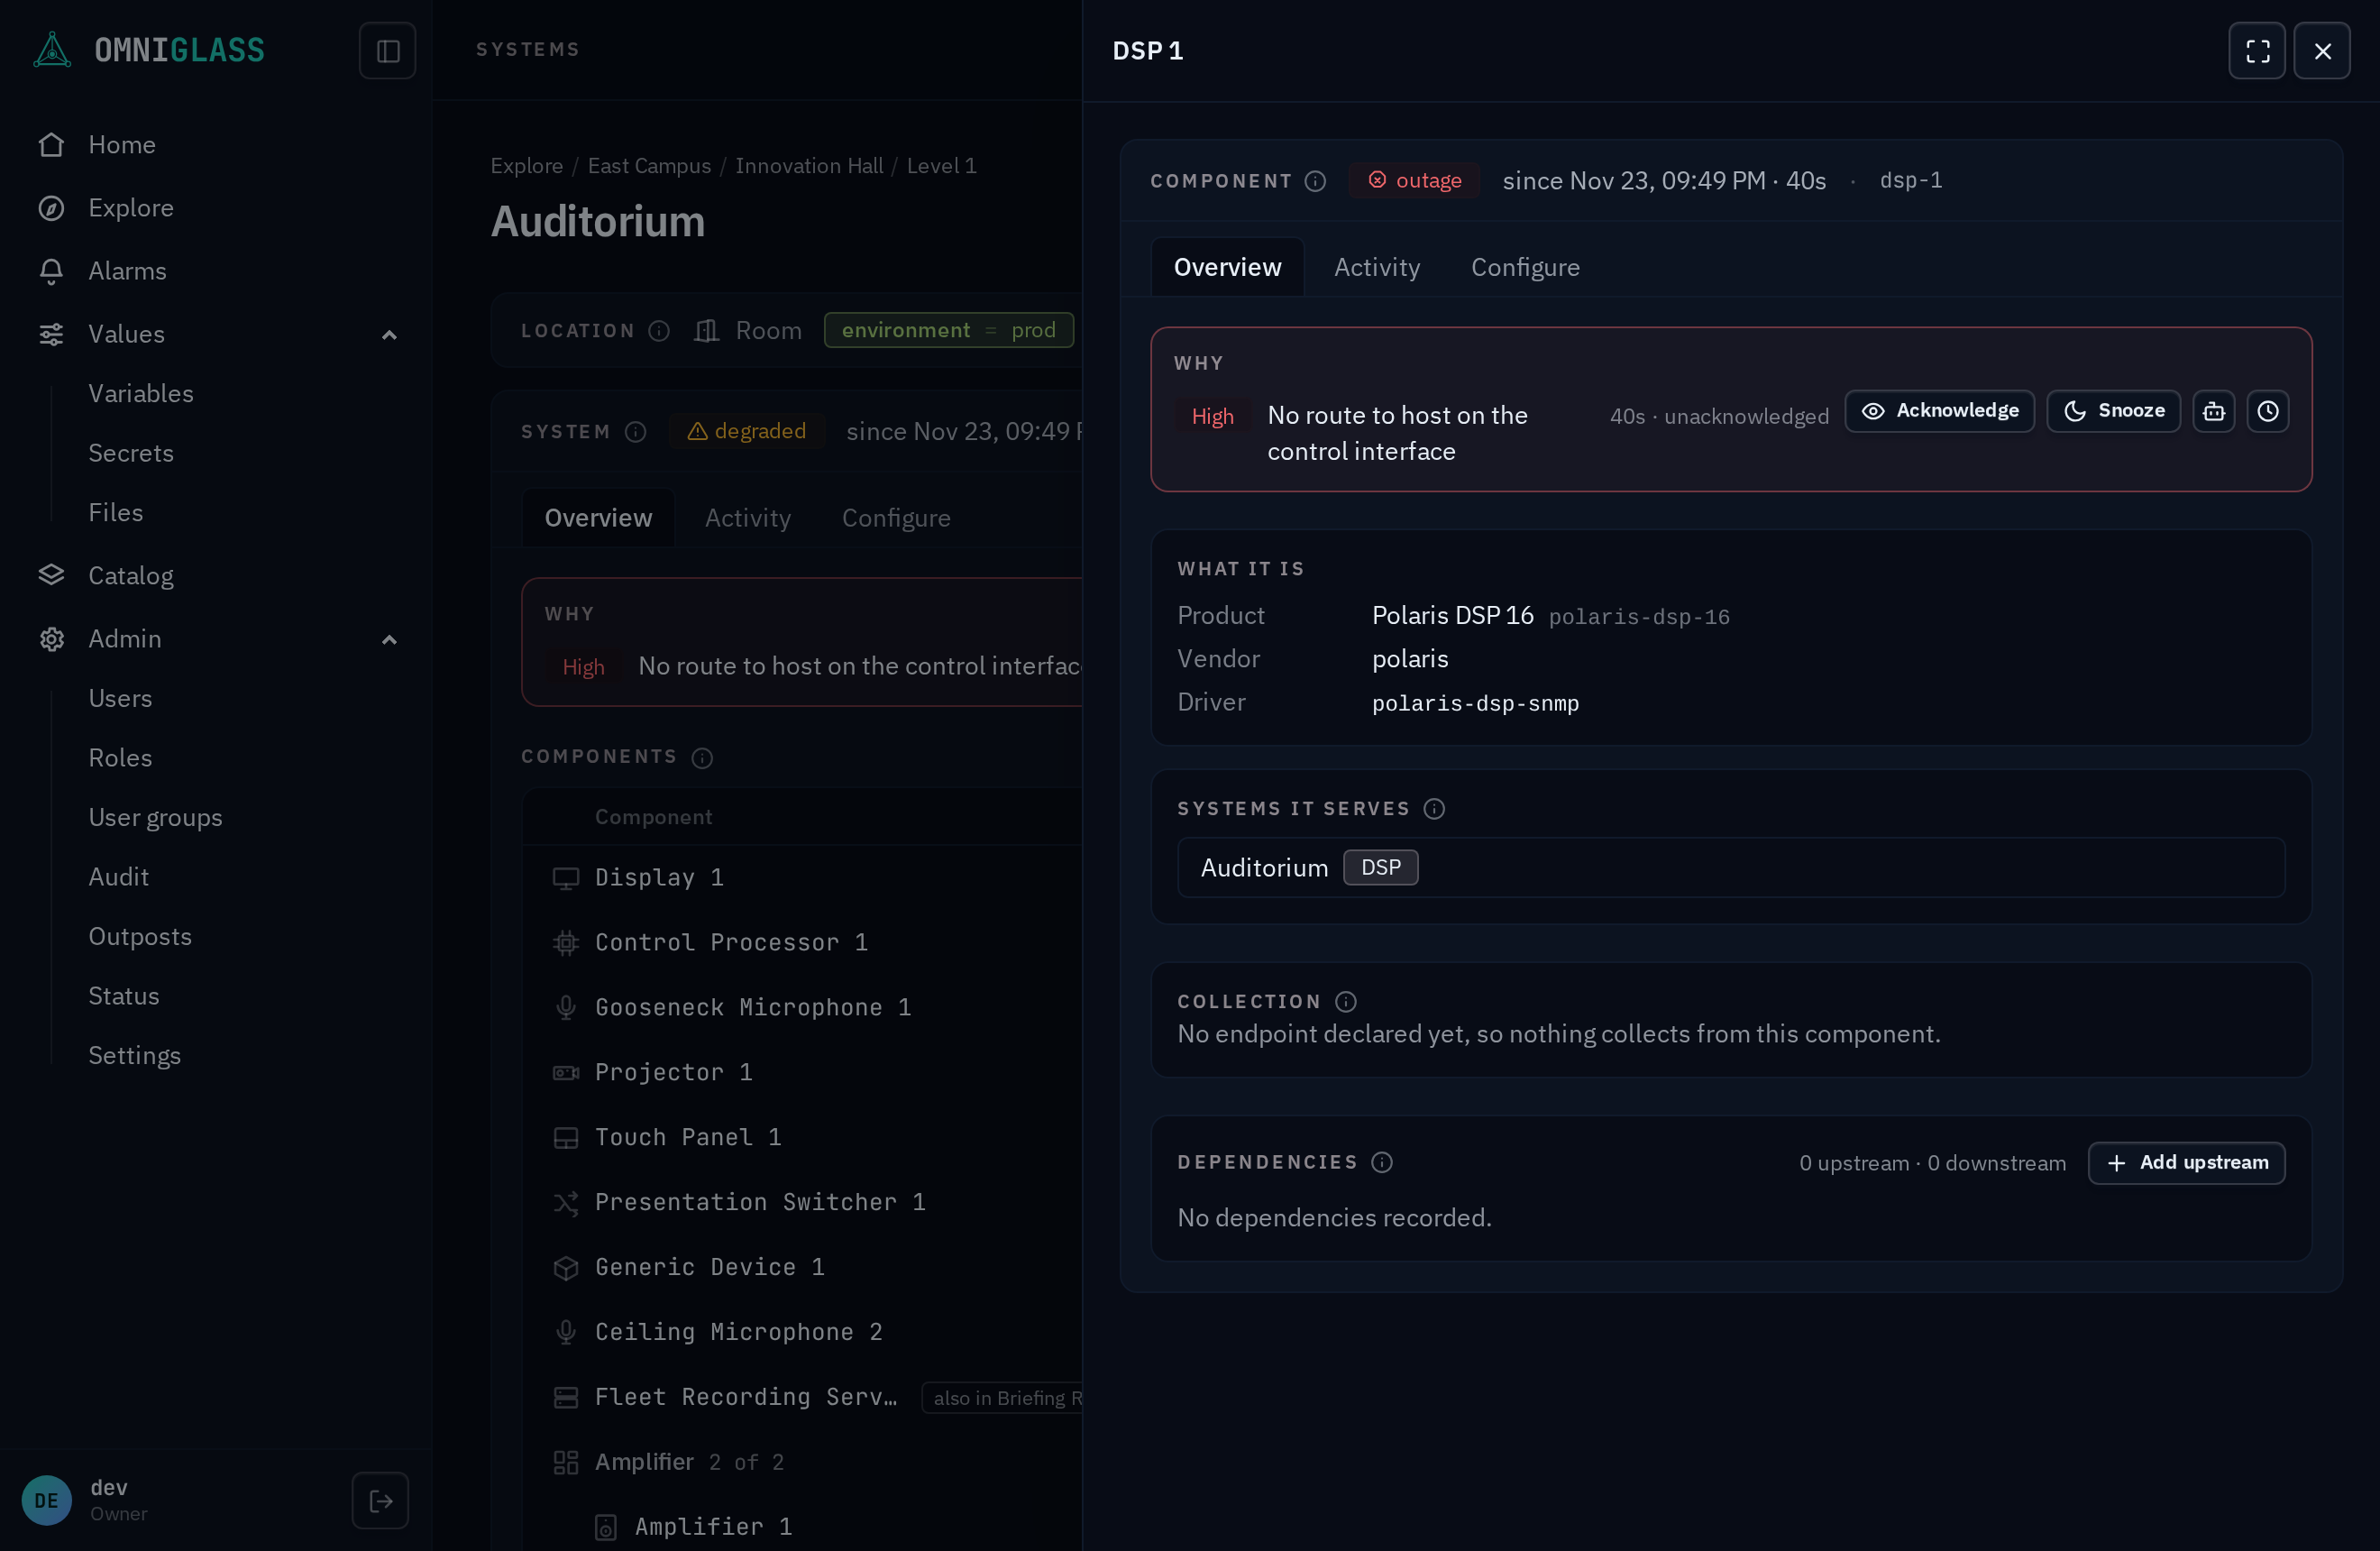 OMNIGLASS
Home
Explore
Alarms
Values
Variables
Secrets
Files
Catalog
Admin
Users
Roles
User groups
Audit
Outposts
Status
Settings
DE
dev
Owner
SYSTEMS
Explore / East Campus / Innovation Hall / Level 1
Auditorium
LOCATION Room environment = prod
SYSTEM degraded since Nov 23, 09:49
Overview Activity Configure
WHY
High No route to host on the control interfac
COMPONENTS
Component
Display 1
Control Processor 1
Gooseneck Microphone 1
Projector 1
Touch Panel 1
Presentation Switcher 1
Generic Device 1
Ceiling Microphone 2
Fleet Recording Serv… also in Briefing R
Amplifier 2 of 2
Amplifier 1
DSP 1
COMPONENT outage since Nov 23, 09:49 PM · 40s · dsp-1
Overview Activity Configure
WHY
High No route to host on the 40s · unacknowledged Acknowledge Snooze
control interface
WHAT IT IS
Product Polaris DSP 16 polaris-dsp-16
Vendor polaris
Driver polaris-dsp-snmp
SYSTEMS IT SERVES
Auditorium DSP
COLLECTION
No endpoint declared yet, so nothing collects from this component.
DEPENDENCIES 0 upstream · 0 downstream Add upstream
No dependencies recorded.